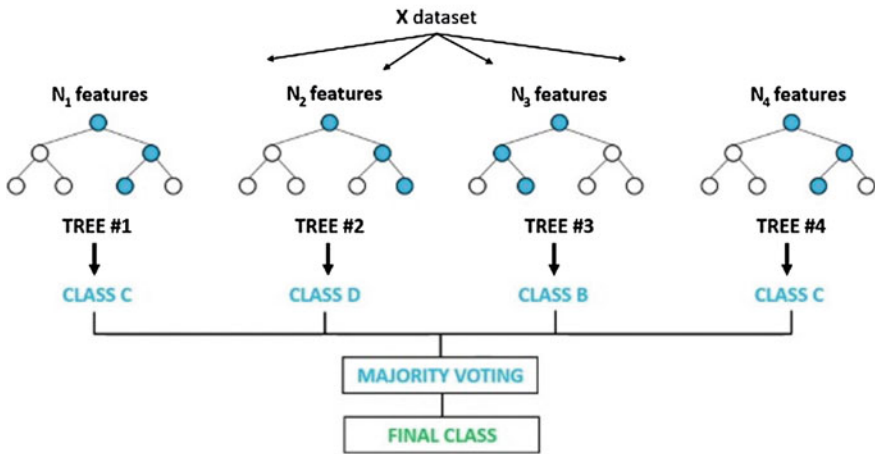 X dataset
N₁ features
N₂ features
N₃ features
N₄ features
TREE #1
TREE #2
TREE #3
TREE #4
CLASS C
CLASS D
CLASS B
CLASS C
MAJORITY VOTING
FINAL CLASS